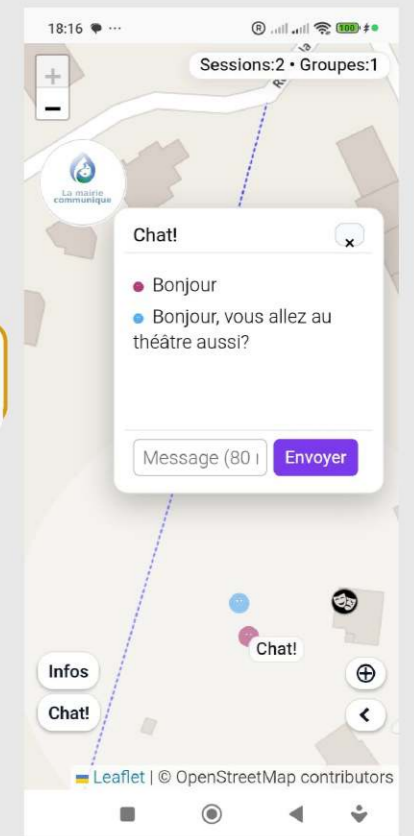 18:16
100
Sessions:2 • Groupes:1
+
−
La mairie
communique
Chat!
×
Bonjour
Bonjour, vous allez au
théâtre aussi?
Message (80
Envoyer
Chat!
Infos
Chat!
Leaflet | © OpenStreetMap contributors